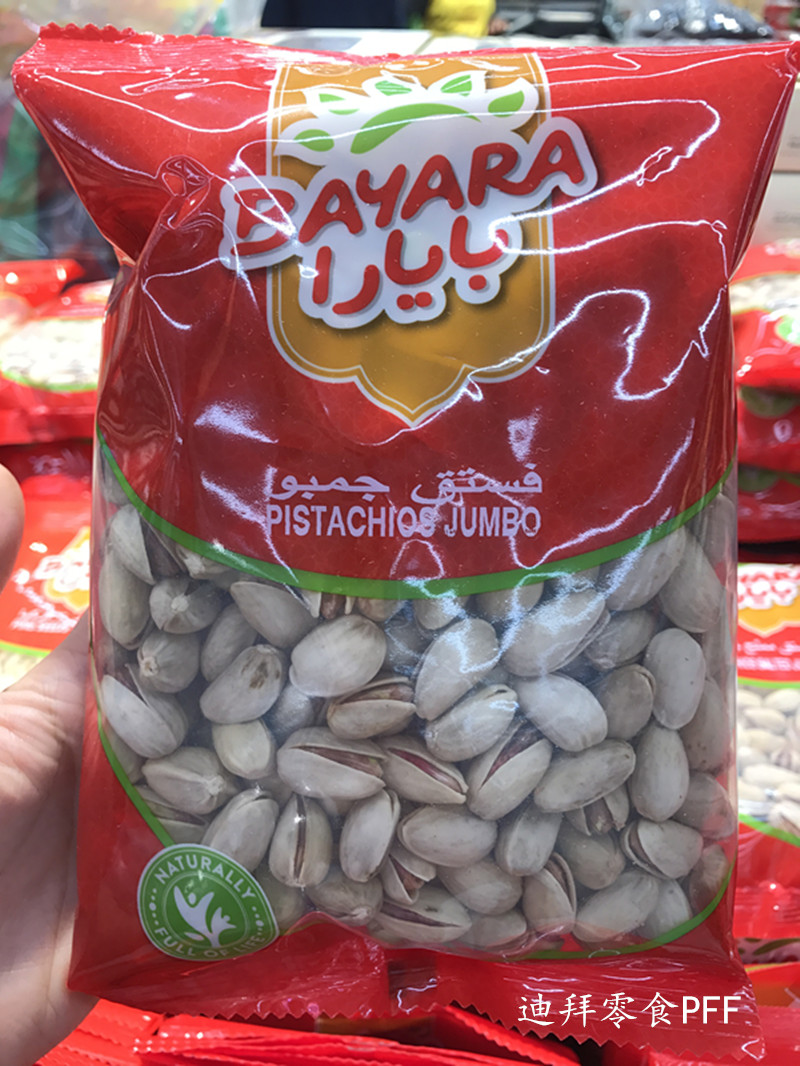 BAYARA
بايارا
فستق جمبو
PISTACHIOS JUMBO
NATURALLY
FULL OF LIFE
迪拜零食PFF